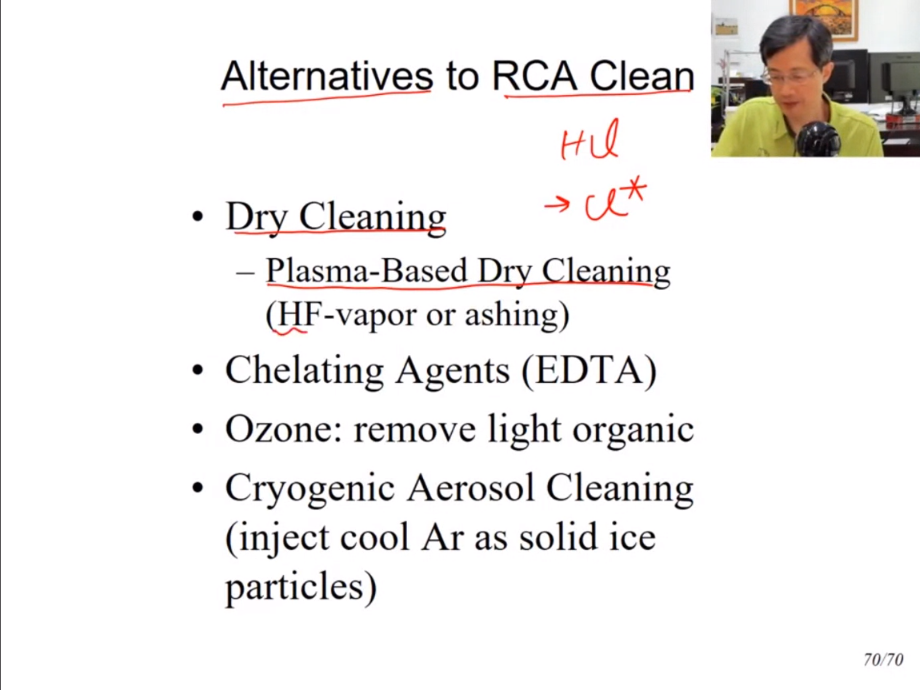 Alternatives to RCA Clean
HCl
→ Cl*
• Dry Cleaning
– Plasma-Based Dry Cleaning
(HF-vapor or ashing)
• Chelating Agents (EDTA)
• Ozone: remove light organic
• Cryogenic Aerosol Cleaning
(inject cool Ar as solid ice
particles)
70/70